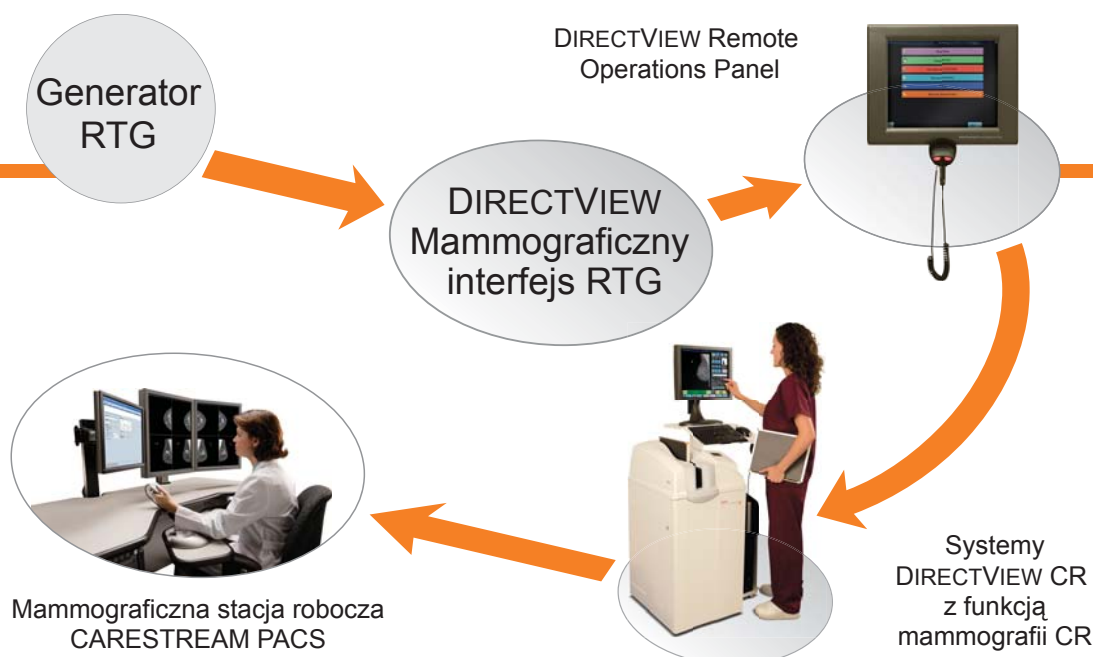 Generator
RTG
DIRECTVIEW
Mammograficzny
interfejs RTG
DIRECTVIEW Remote
Operations Panel
Systemy
DIRECTVIEW CR
z funkcją
mammografii CR
Mammograficzna stacja robocza
CARESTREAM PACS